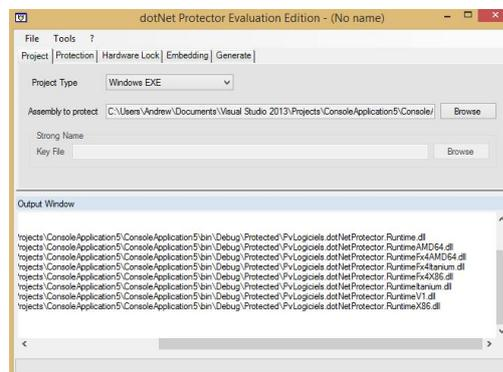 dotNet Protector Evaluation Edition - (No name)
File Tools ?
Project Protection Hardware Lock Embedding Generate
Project Type Windows EXE
Assembly to protect C:\Users\Andrew\Documents\Visual Studio 2013\Projects\ConsoleApplication5\Console/ Browse
Strong Name
Key File Browse
Output Window
'rojects\ConsoleApplication5\ConsoleApplication5\bin\Debug\Protected\PvLogiciels.dotNetProtector.Runtime.dll
'rojects\ConsoleApplication5\ConsoleApplication5\bin\Debug\Protected\PvLogiciels.dotNetProtector.RuntimeAMD64.dll
'rojects\ConsoleApplication5\ConsoleApplication5\bin\Debug\Protected\PvLogiciels.dotNetProtector.RuntimeFx4AMD64.dll
'rojects\ConsoleApplication5\ConsoleApplication5\bin\Debug\Protected\PvLogiciels.dotNetProtector.RuntimeFx4Itanium.dll
'rojects\ConsoleApplication5\ConsoleApplication5\bin\Debug\Protected\PvLogiciels.dotNetProtector.RuntimeFx4X86.dll
'rojects\ConsoleApplication5\ConsoleApplication5\bin\Debug\Protected\PvLogiciels.dotNetProtector.RuntimeItanium.dll
'rojects\ConsoleApplication5\ConsoleApplication5\bin\Debug\Protected\PvLogiciels.dotNetProtector.RuntimeV1.dll
'rojects\ConsoleApplication5\ConsoleApplication5\bin\Debug\Protected\PvLogiciels.dotNetProtector.RuntimeX86.dll